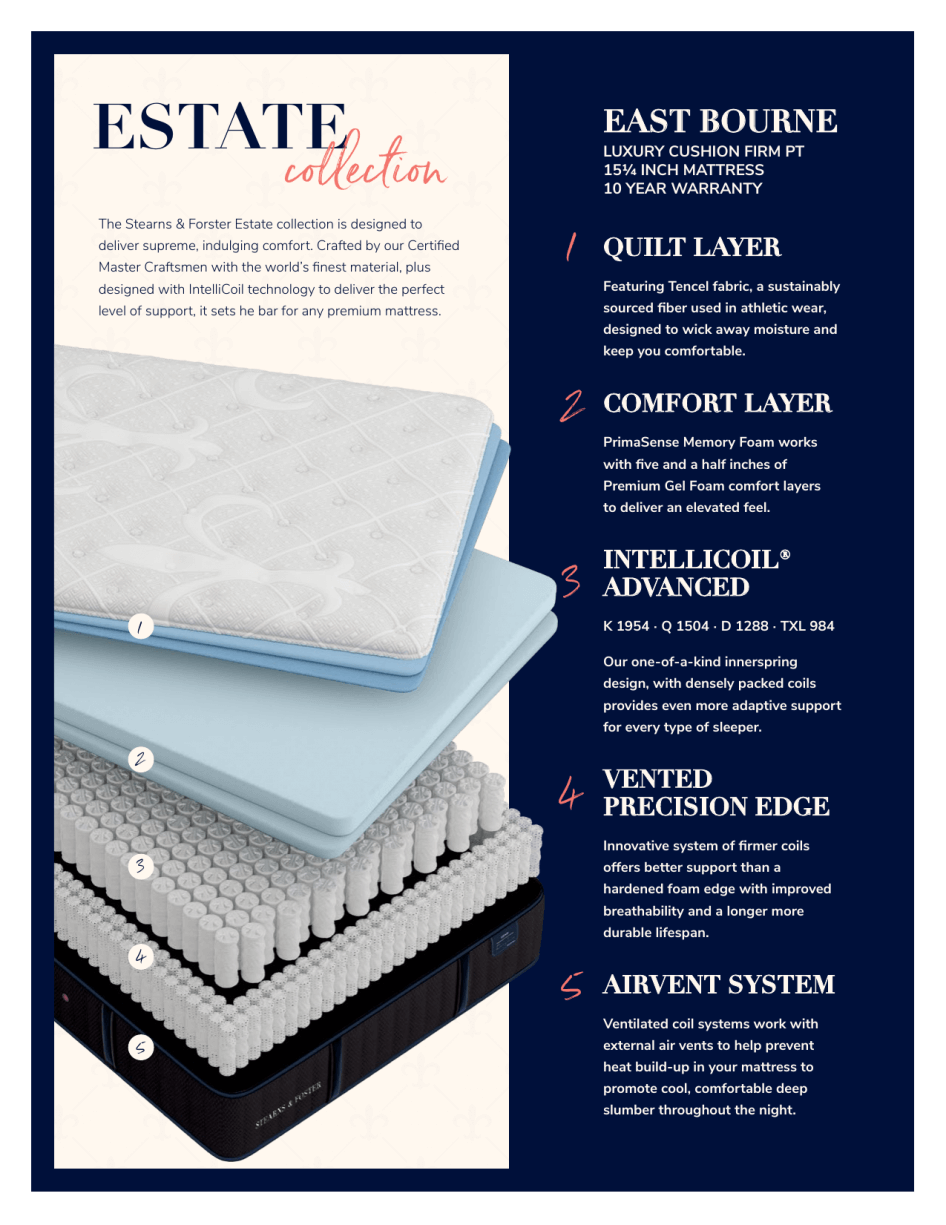 ESTATE
collection
The Stearns & Forster Estate collection is designed to
deliver supreme, indulging comfort. Crafted by our Certified
Master Craftsmen with the world's finest material, plus
designed with IntelliCoil technology to deliver the perfect
level of support, it sets he bar for any premium mattress.
1
2
3
4
5
STEARNS & FOSTER
EAST BOURNE
LUXURY CUSHION FIRM PT
15¼ INCH MATTRESS
10 YEAR WARRANTY
1 QUILT LAYER
Featuring Tencel fabric, a sustainably
sourced fiber used in athletic wear,
designed to wick away moisture and
keep you comfortable.
2 COMFORT LAYER
PrimaSense Memory Foam works
with five and a half inches of
Premium Gel Foam comfort layers
to deliver an elevated feel.
3 INTELLICOIL®
ADVANCED
K 1954 · Q 1504 · D 1288 · TXL 984
Our one-of-a-kind innerspring
design, with densely packed coils
provides even more adaptive support
for every type of sleeper.
4 VENTED
PRECISION EDGE
Innovative system of firmer coils
offers better support than a
hardened foam edge with improved
breathability and a longer more
durable lifespan.
5 AIRVENT SYSTEM
Ventilated coil systems work with
external air vents to help prevent
heat build-up in your mattress to
promote cool, comfortable deep
slumber throughout the night.